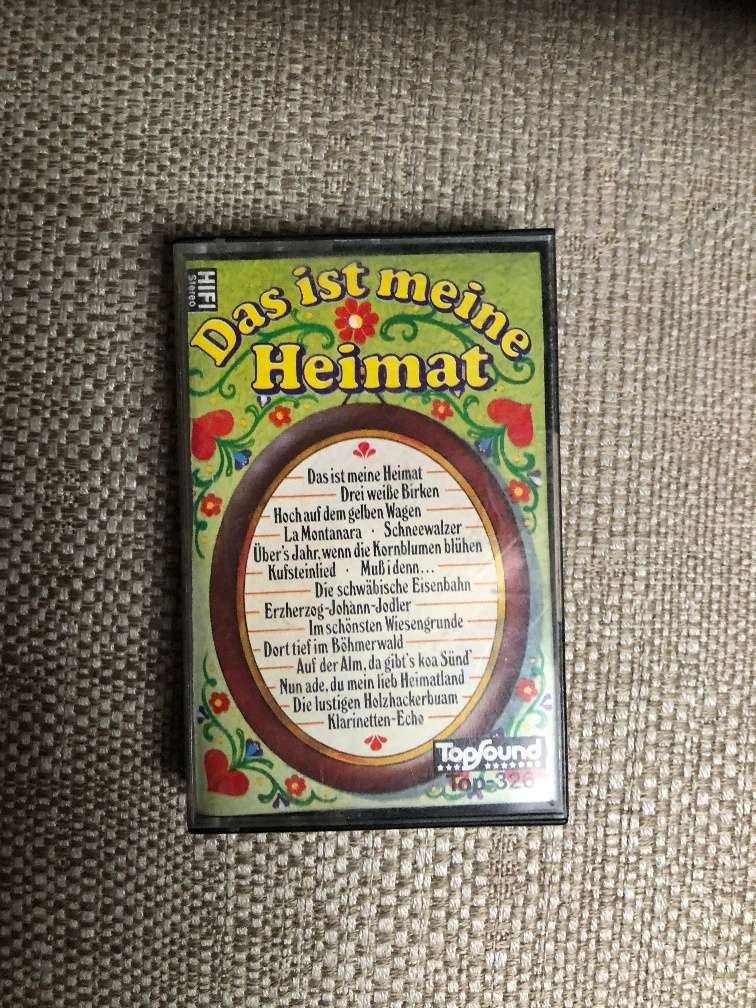 HIFI
Stereo
Das ist meine
Heimat
Das ist meine Heimat
Drei weiße Birken
Hoch auf dem gelben Wagen
La Montanara · Schneewalzer
Über's Jahr, wenn die Kornblumen blühen
Kufsteinlied · Muß i denn...
Die schwäbische Eisenbahn
Erzherzog-Johann-Jodler
Im schönsten Wiesengrunde
Dort tief im Böhmerwald
Auf der Alm, da gibt's koa Sünd'
Nun ade, du mein lieb Heimatland
Die lustigen Holzhackerbuam
Klarinetten-Echo
TopSound
Top-326